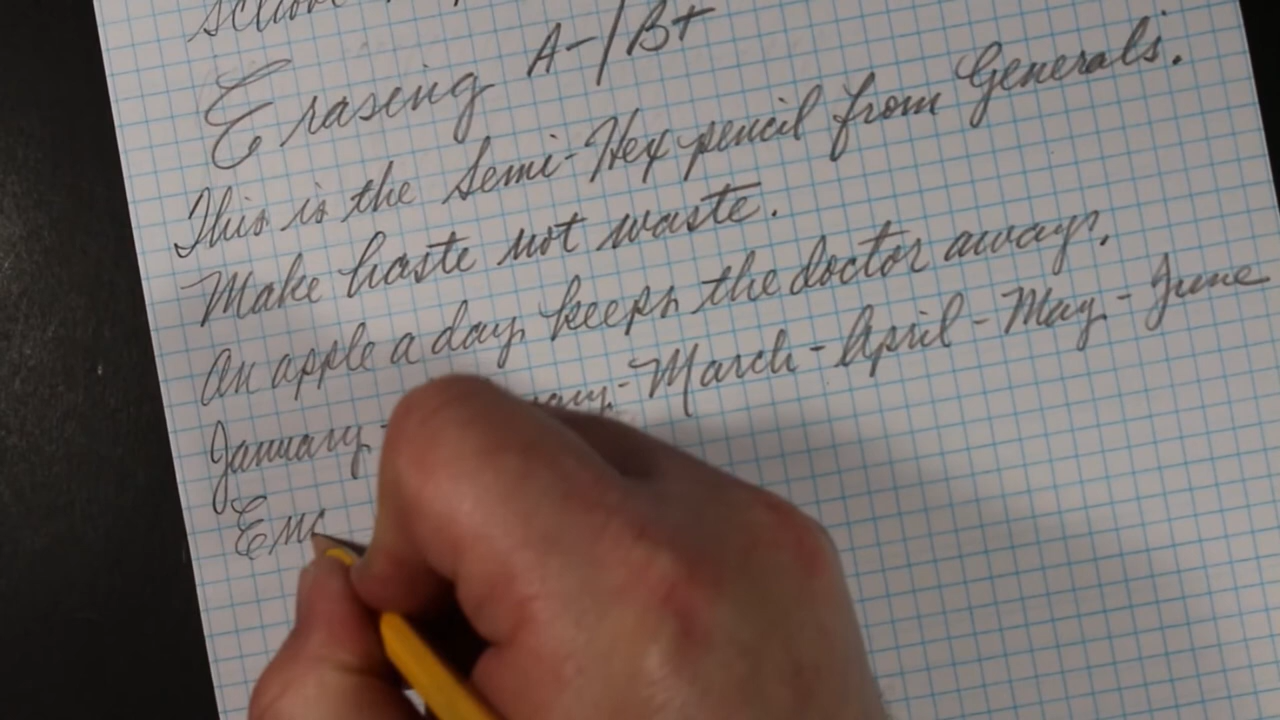 Erasing A-/B+
This is the Semi-Hex pencil from Generals.
Make haste not waste.
An apple a day keeps the doctor away.
January - March - April - May - June